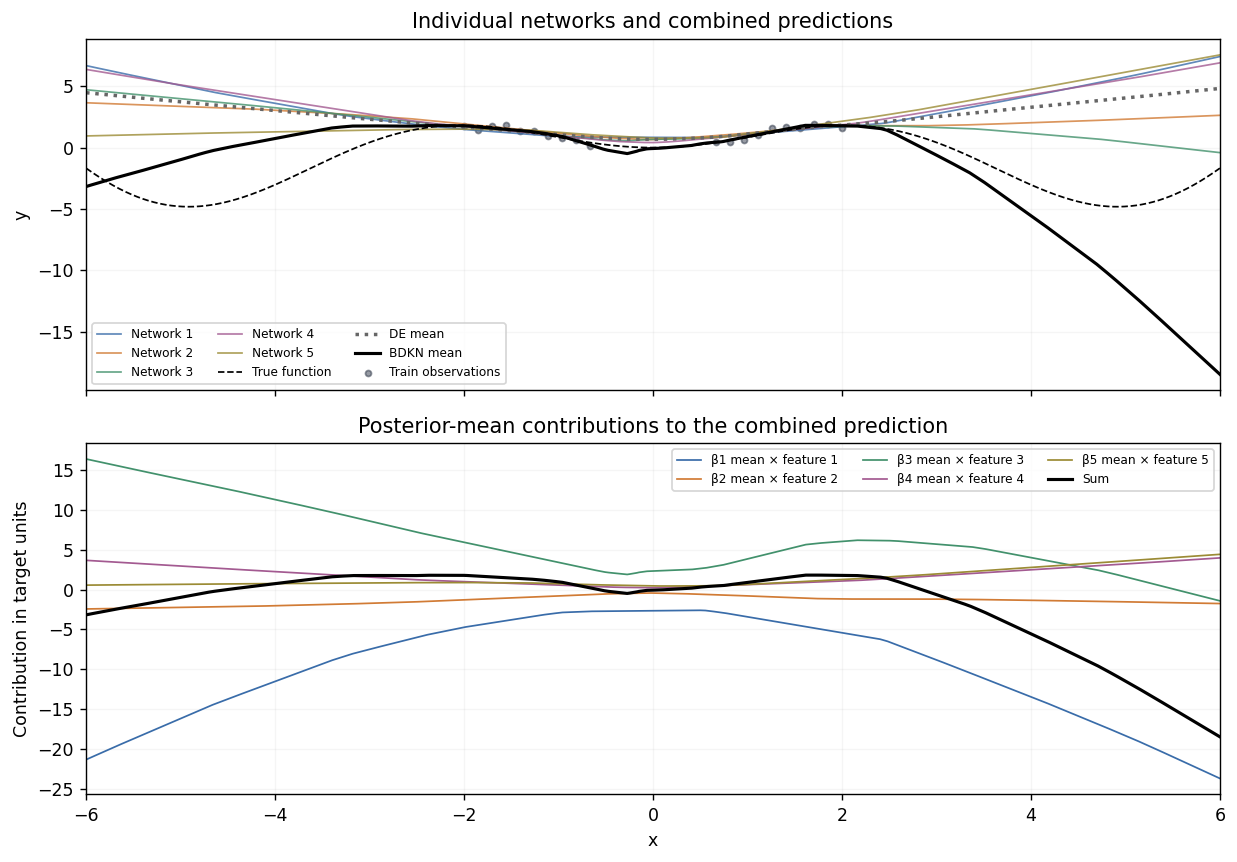 Individual networks and combined predictions
5
0
−5
−10
−15
y
Network 1 Network 4 DE mean
Network 2 Network 5 BDKN mean
Network 3 True function Train observations
Posterior-mean contributions to the combined prediction
15
10
5
0
−5
−10
−15
−20
−25
Contribution in target units
β1 mean × feature 1 β3 mean × feature 3 β5 mean × feature 5
β2 mean × feature 2 β4 mean × feature 4 Sum
−6 −4 −2 0 2 4 6
x